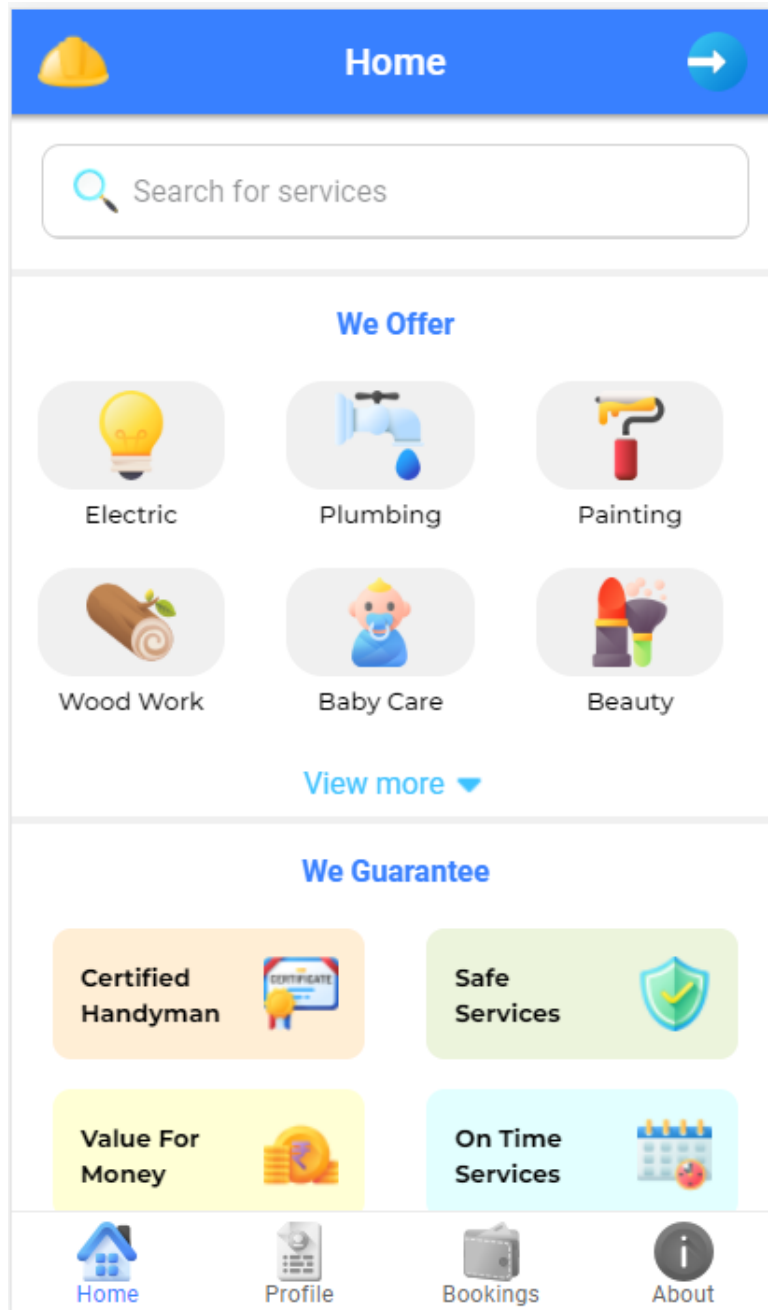 Home
Search for services
We Offer
Electric
Plumbing
Painting
Wood Work
Baby Care
Beauty
View more
We Guarantee
Certified
Handyman
CERTIFICATE
Safe
Services
Value For
Money
₹
On Time
Services
Home
Profile
Bookings
About